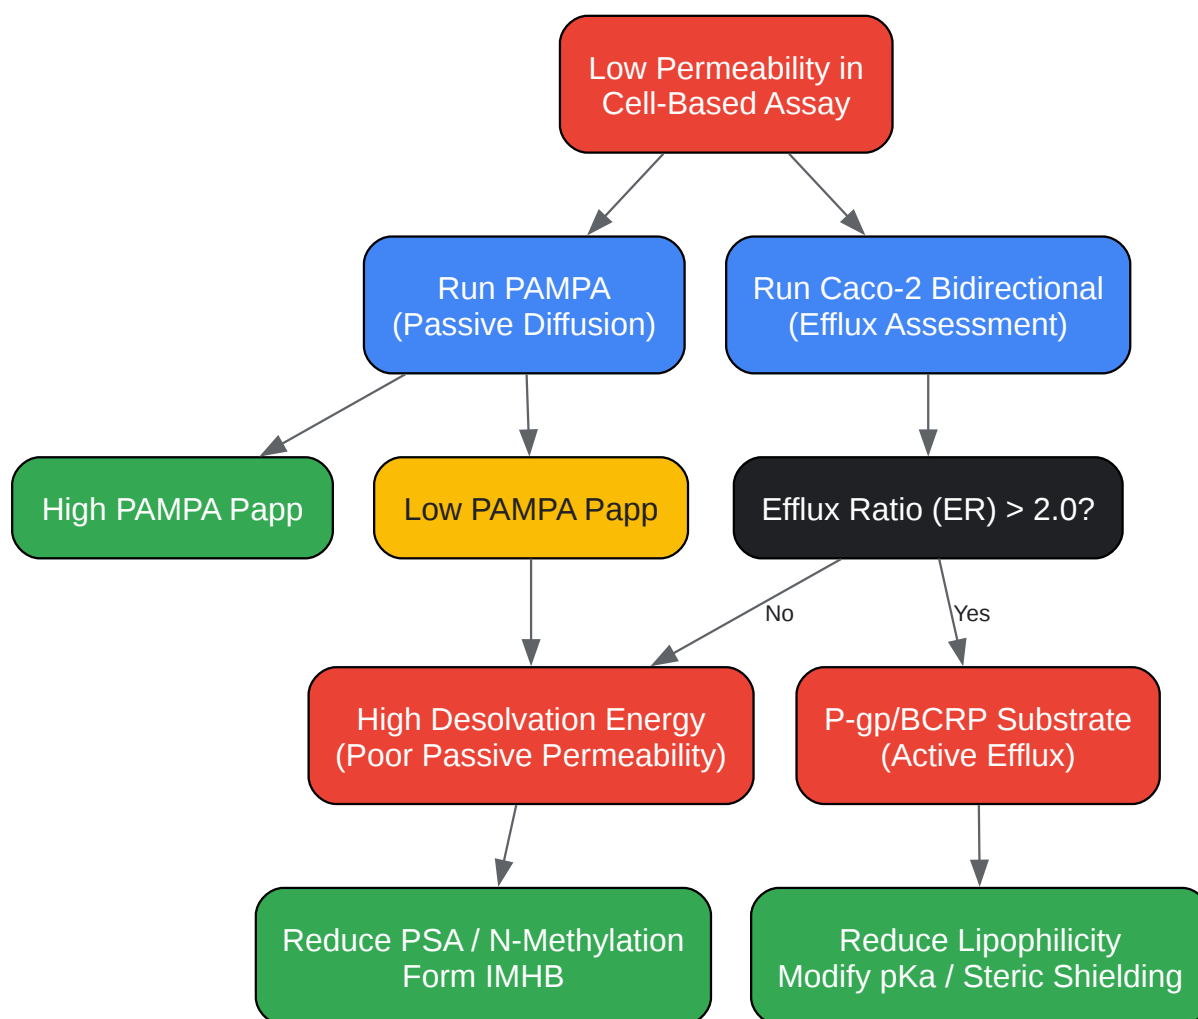 Low Permeability in
Cell-Based Assay
Run PAMPA
(Passive Diffusion)
Run Caco-2 Bidirectional
(Efflux Assessment)
High PAMPA Papp
Low PAMPA Papp
Efflux Ratio (ER) > 2.0?
No
Yes
High Desolvation Energy
(Poor Passive Permeability)
P-gp/BCRP Substrate
(Active Efflux)
Reduce PSA / N-Methylation
Form IMHB
Reduce Lipophilicity
Modify pKa / Steric Shielding